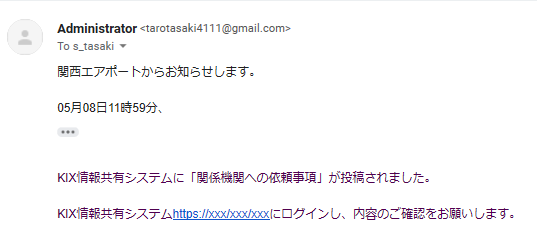 Administrator <tarotasaki4111@gmail.com>
To s_tasaki
関西エアポートからお知らせします。
05月08日11時59分、
KIX情報共有システムに「関係機関への依頼事項」が投稿されました。
KIX情報共有システムhttps://xxx/xxx/xxxにログインし、内容のご確認をお願いします。